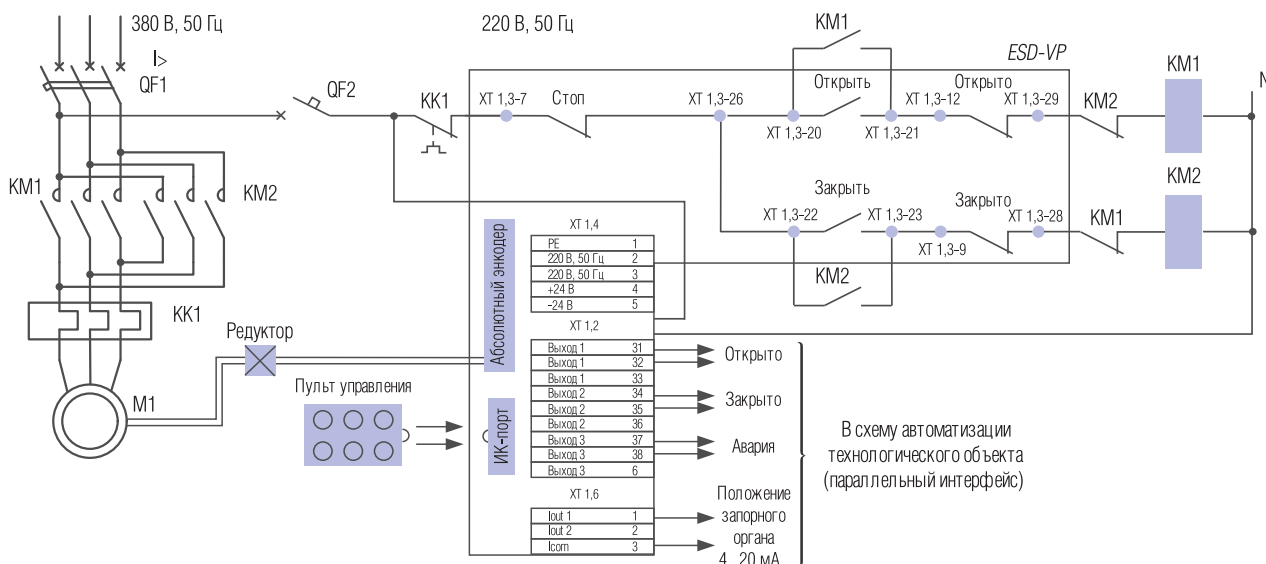 380 В, 50 Гц
220 В, 50 Гц
KM1
I>
QF1
ESD-VP
KM1
N
QF2
KK1
XT 1,3-7
Стоп
XT 1,3-26
Открыть
XT 1,3-12
Открыто
XT 1,3-29
KM2
XT 1,3-20
XT 1,3-21
KM1
KM2
KM2
Закрыть
Закрыто
XT 1,3-22
XT 1,3-23
XT 1,3-28
KM1
XT 1,3-9
KM2
Абсолютный энкодер
XT 1,4
PE 1
220 В, 50 Гц 2
220 В, 50 Гц 3
+24 В 4
-24 В 5
KK1
Редуктор
XT 1,2
Выход 1 31
Выход 1 32
Выход 1 33
Выход 2 34
Выход 2 35
Выход 2 36
Выход 3 37
Выход 3 38
Выход 3 6
Открыто
Закрыто
Авария
M1
Пульт управления
ИК-порт
В схему автоматизации
технологического объекта
(параллельный интерфейс)
XT 1,6
Iout 1 1
Iout 2 2
Icom 3
Положение
запорного
органа
4...20 мА